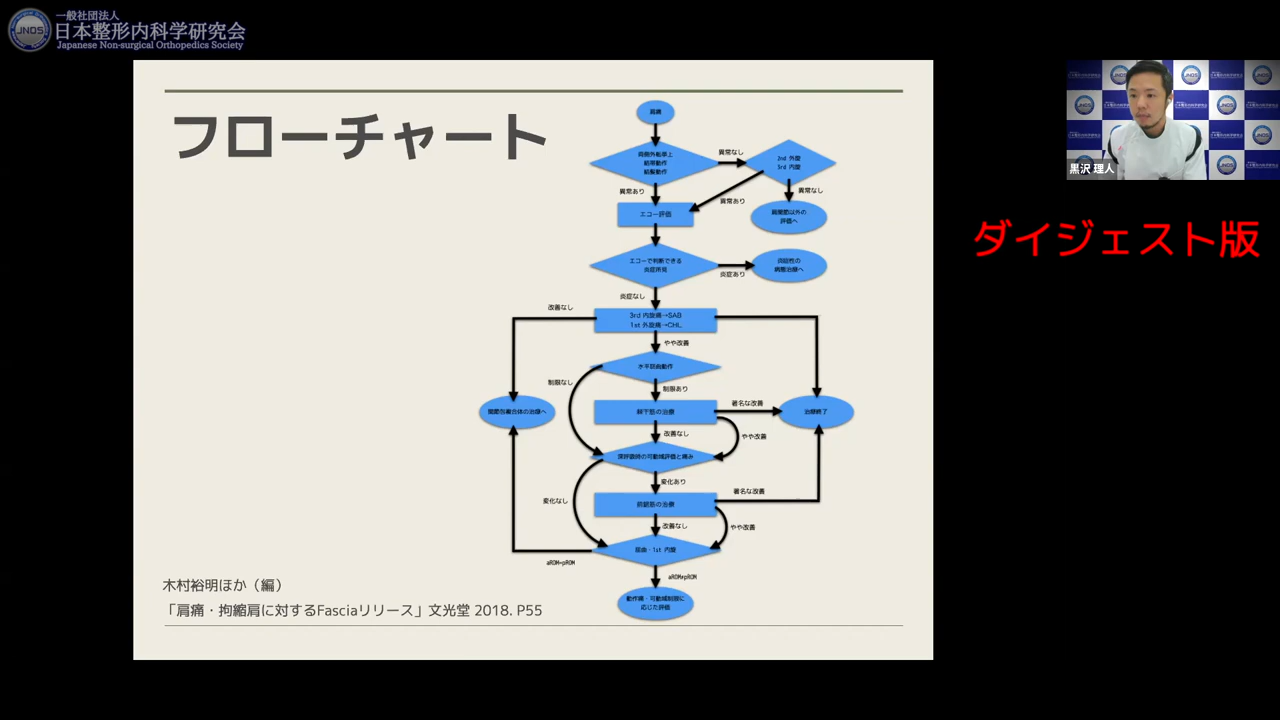 一般社団法人
日本整形内科学研究会
Japanese Non-surgical Orthopedics Society
JNOS
黒沢 理人
ダイジェスト版
フローチャート
肩痛
肩側外転挙上
結帯動作
結髪動作
異常なし
2nd 外旋
3rd 内旋
異常あり
異常あり
異常なし
エコー評価
肩関節以外の
評価へ
エコーで判断できる
炎症所見
炎症あり
炎症性の
病態治療へ
炎症なし
改善なし
3rd 内旋痛→SAB
1st 外旋痛→CHL
やや改善
水平屈曲動作
制限なし
制限あり
関節包複合体の治療へ
棘下筋の治療
著名な改善
治療終了
改善なし
やや改善
深呼吸時の可動域評価と痛み
変化あり
変化なし
前鋸筋の治療
著名な改善
改善なし
やや改善
屈曲・1st 内旋
aROM=pROM
aROM≠pROM
動作痛・可動域制限に
応じた評価
木村裕明ほか（編）
「肩痛・拘縮肩に対するFasciaリリース」文光堂 2018. P55